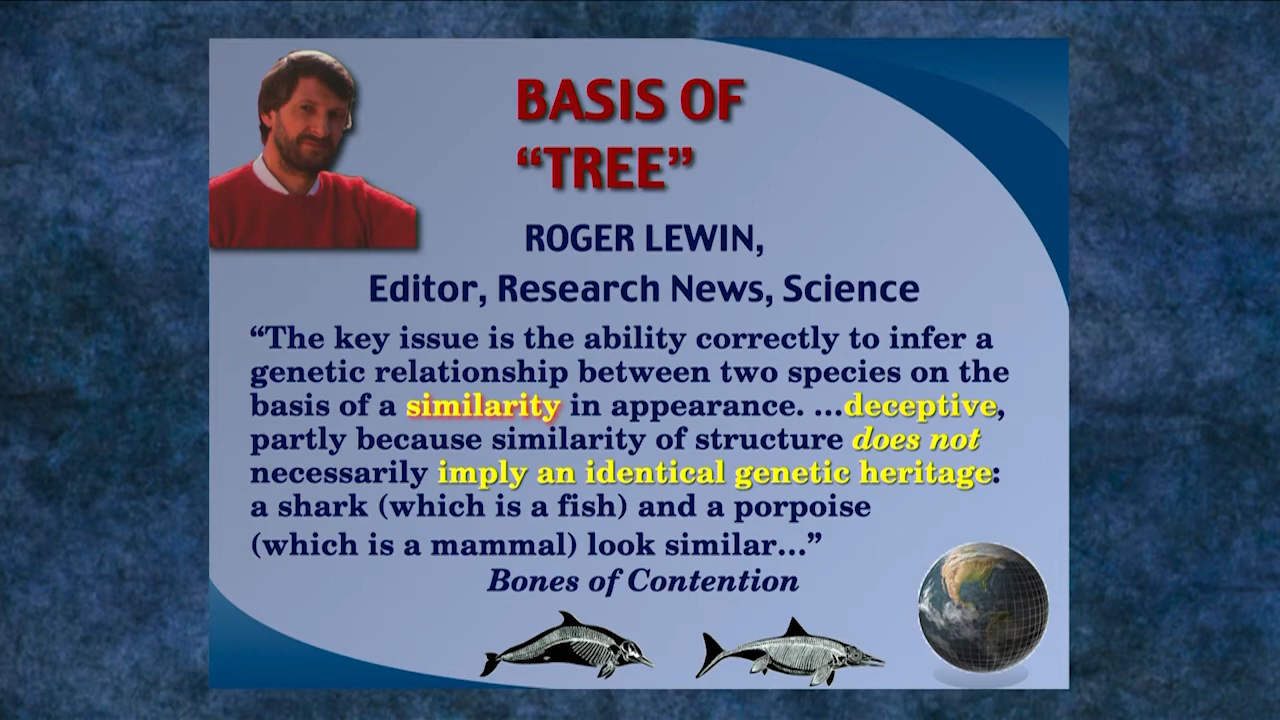 BASIS OF
“TREE”
ROGER LEWIN,
Editor, Research News, Science
“The key issue is the ability correctly to infer a
genetic relationship between two species on the
basis of a similarity in appearance. ...deceptive,
partly because similarity of structure does not
necessarily imply an identical genetic heritage:
a shark (which is a fish) and a porpoise
(which is a mammal) look similar...”
Bones of Contention